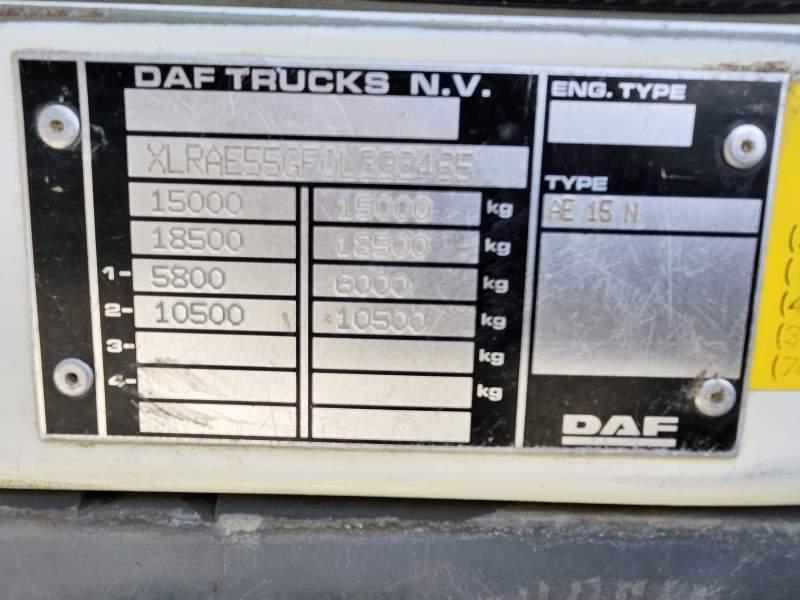 DAF TRUCKS N.V.
ENG. TYPE
XLRAE55GF0L392465
TYPE
15000 15000 kg
AE 15 N
18500 18500 kg
1- 5800 6000 kg
2- 10500 10500 kg
3- kg
4- kg
DAF